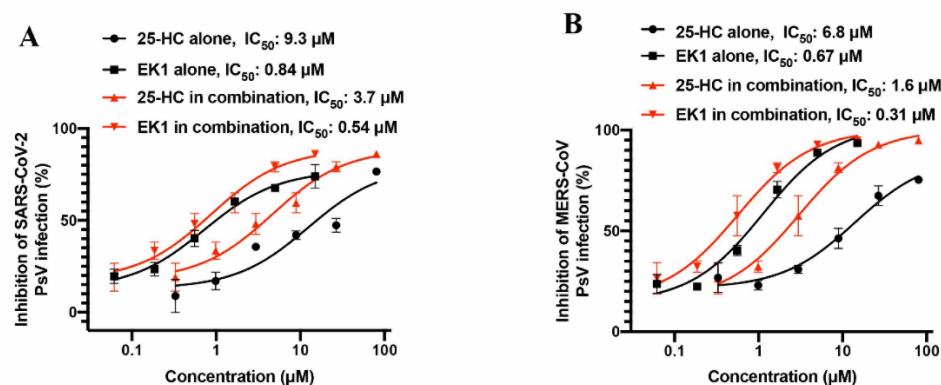 A
25-HC alone, IC50: 9.3 μM
EK1 alone, IC50: 0.84 μM
25-HC in combination, IC50: 3.7 μM
EK1 in combination, IC50: 0.54 μM
Inhibition of SARS-CoV-2
PsV infection (%)
100
50
0
0.1 1 10 100
Concentration (μM)
B
25-HC alone, IC50: 6.8 μM
EK1 alone, IC50: 0.67 μM
25-HC in combination, IC50: 1.6 μM
EK1 in combination, IC50: 0.31 μM
Inhibition of MERS-CoV
PsV infection (%)
100
50
0
0.1 1 10 100
Concentration (μM)